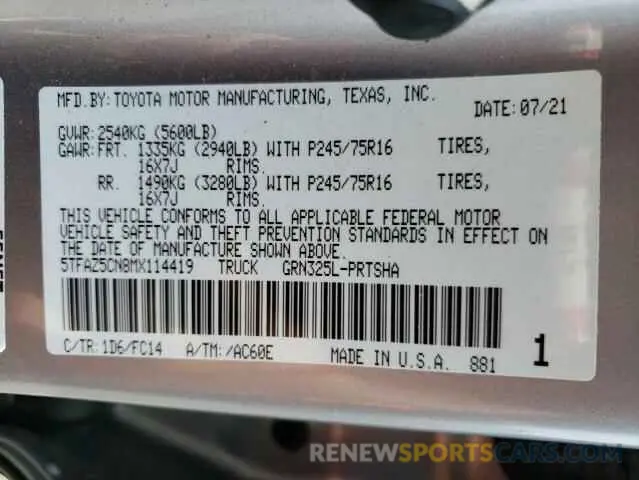 MFD.BY:TOYOTA MOTOR MANUFACTURING, TEXAS, INC.
DATE:07/21
GVWR:2540KG (5600LB)
GAWR:FRT. 1335KG (2940LB) WITH P245/75R16 TIRES,
16X7J RIMS.
RR. 1490KG (3280LB) WITH P245/75R16 TIRES,
16X7J RIMS.
THIS VEHICLE CONFORMS TO ALL APPLICABLE FEDERAL MOTOR
VEHICLE SAFETY AND THEFT PREVENTION STANDARDS IN EFFECT ON
THE DATE OF MANUFACTURE SHOWN ABOVE.
5TFAZ5CN8MX114419 TRUCK GRN325L-PRTSHA
C/TR:1D6/FC14 A/TM:/AC60E MADE IN U.S.A. 881
1
RENEWSPORTCARS.COM